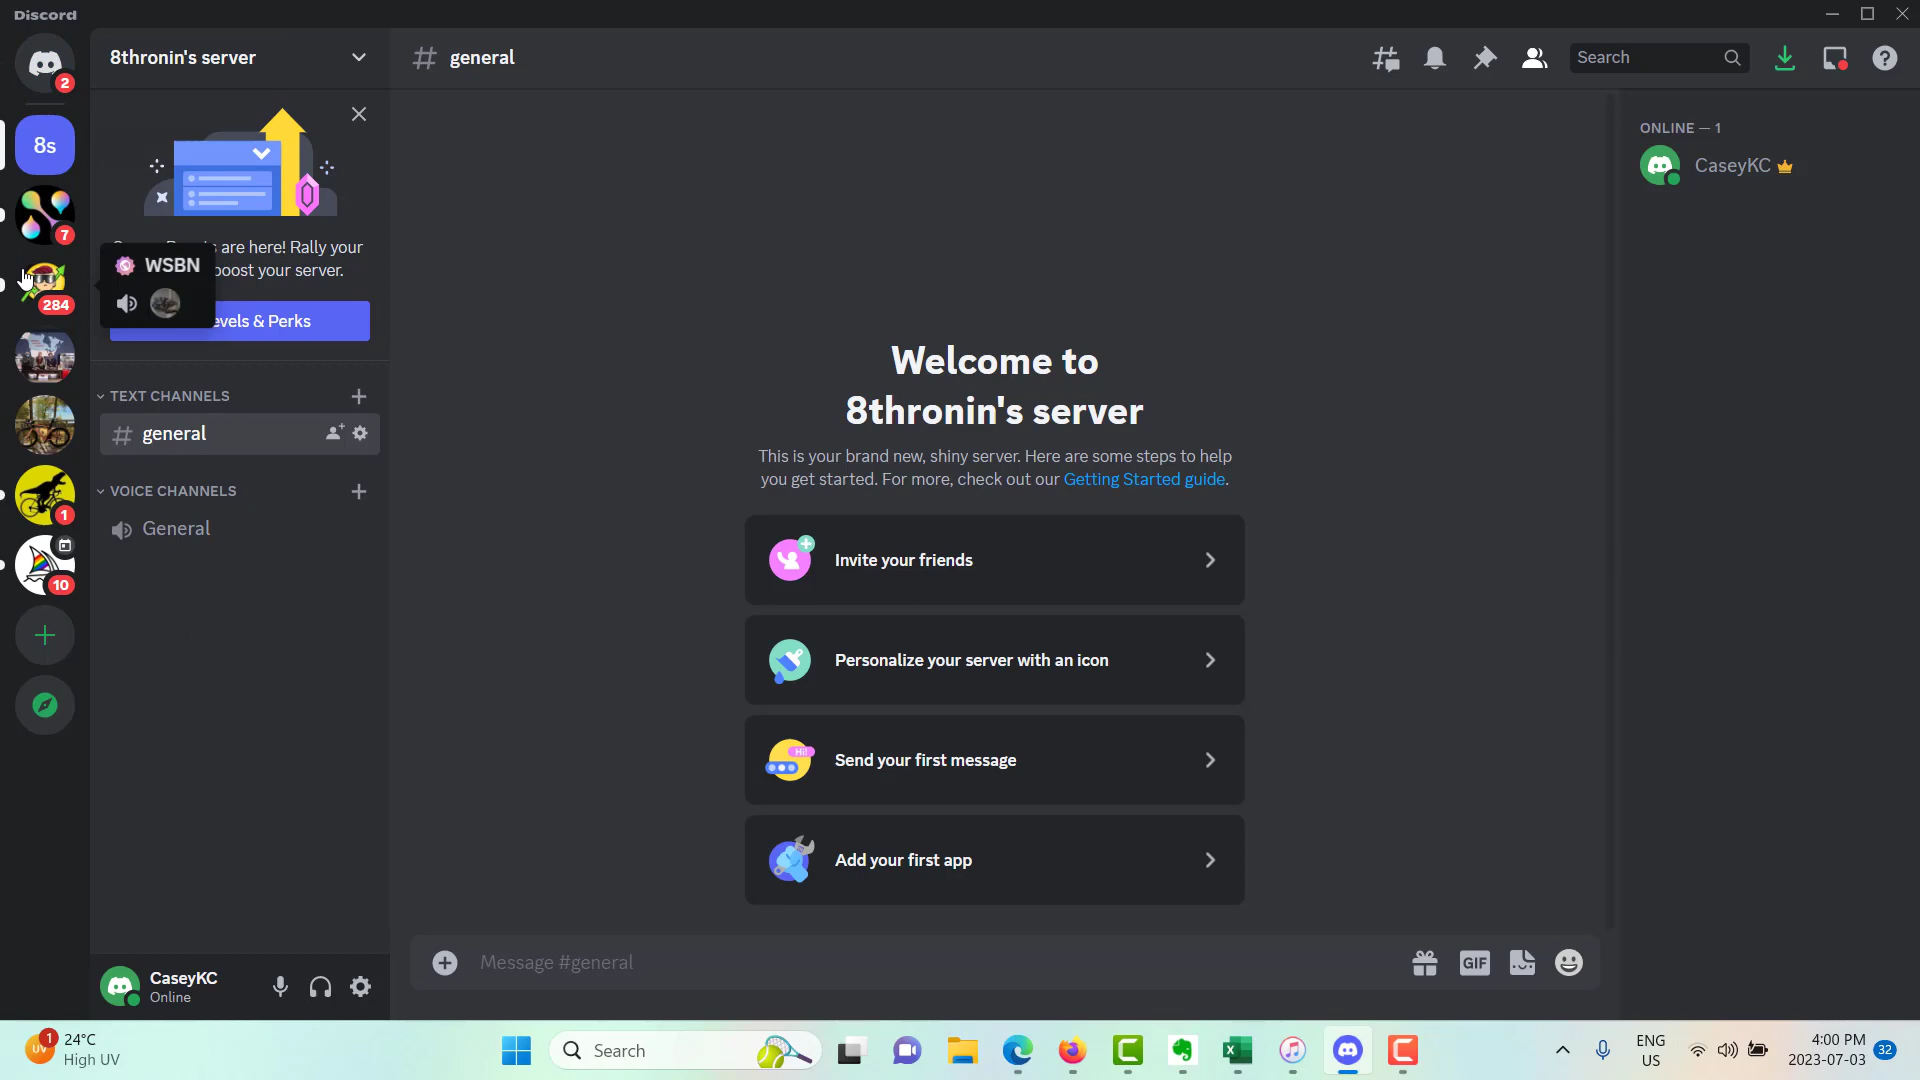 Discord
2
8s
7
284
1
10
8thronin's server
are here! Rally your
boost your server.
evels & Perks
WSBN
TEXT CHANNELS
general
VOICE CHANNELS
General
CaseyKC
Online
general
Search
Welcome to
8thronin's server
This is your brand new, shiny server. Here are some steps to help
you get started. For more, check out our Getting Started guide.
Invite your friends
Personalize your server with an icon
Hi!
Send your first message
Add your first app
Message #general
GIF
ONLINE — 1
CaseyKC
UV
1
24°C
High UV
Search
ENG
US
4:00 PM
2023-07-03
32